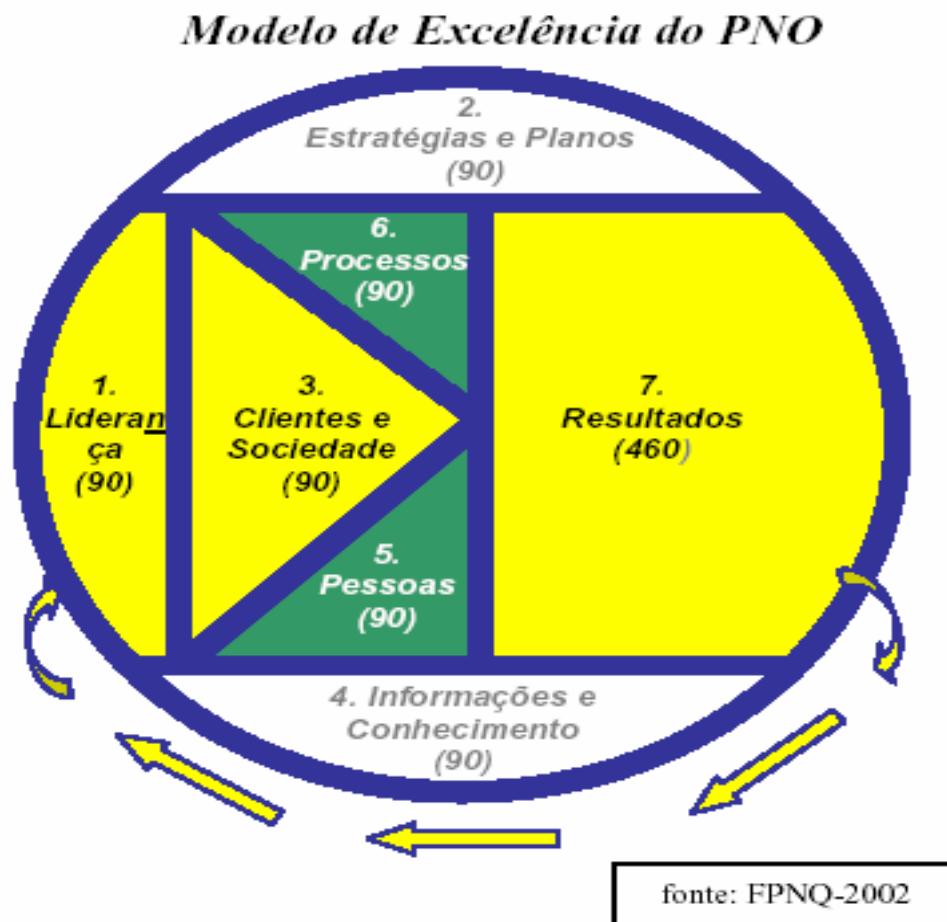 Modelo de Excelência do PNO
2.
Estratégias e Planos
(90)
6.
Processos
(90)
1.
Lideran
ça
(90)
3.
Clientes e
Sociedade
(90)
7.
Resultados
(460)
5.
Pessoas
(90)
4. Informações e
Conhecimento
(90)
fonte: FPNQ-2002